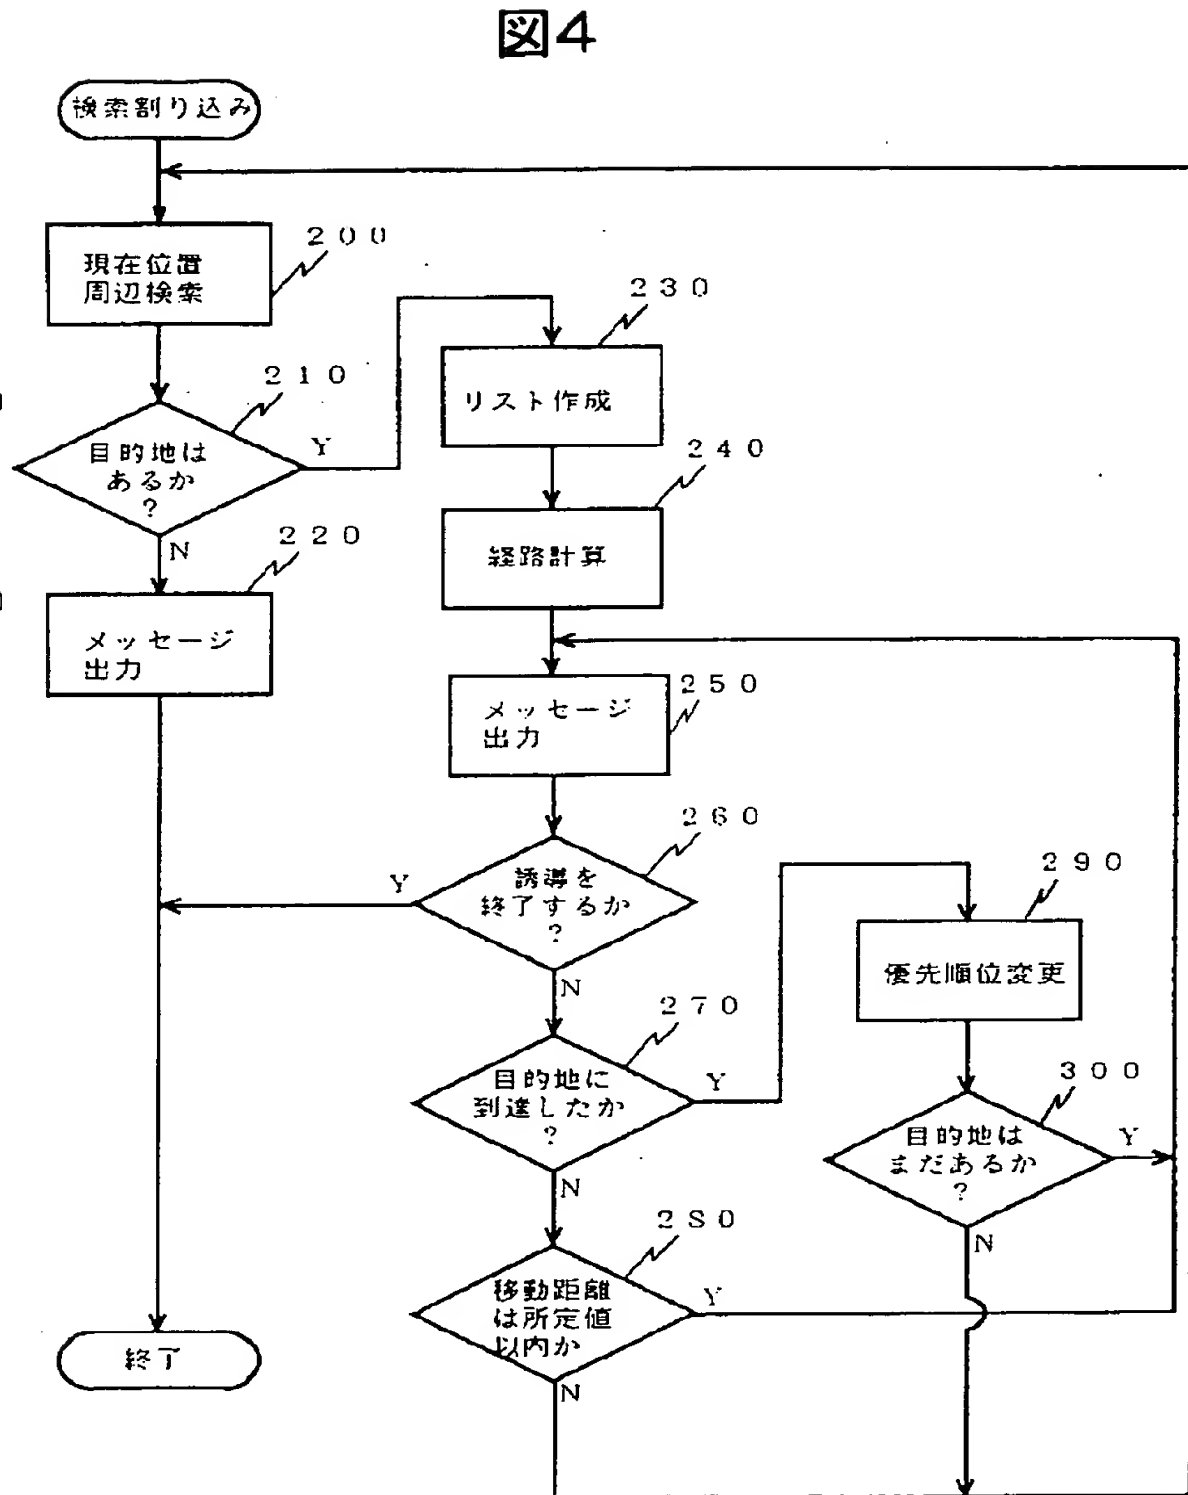 図4
検索割り込み
200
現在位置
周辺検索
210
目的地は
あるか
?
Y
N
220
メッセージ
出力
230
リスト作成
240
経路計算
250
メッセージ
出力
260
誘導を
終了するか
?
Y
N
270
目的地に
到達したか
?
Y
N
280
移動距離
は所定値
以内か
Y
N
290
優先順位変更
300
目的地は
まだあるか
?
Y
N
終了